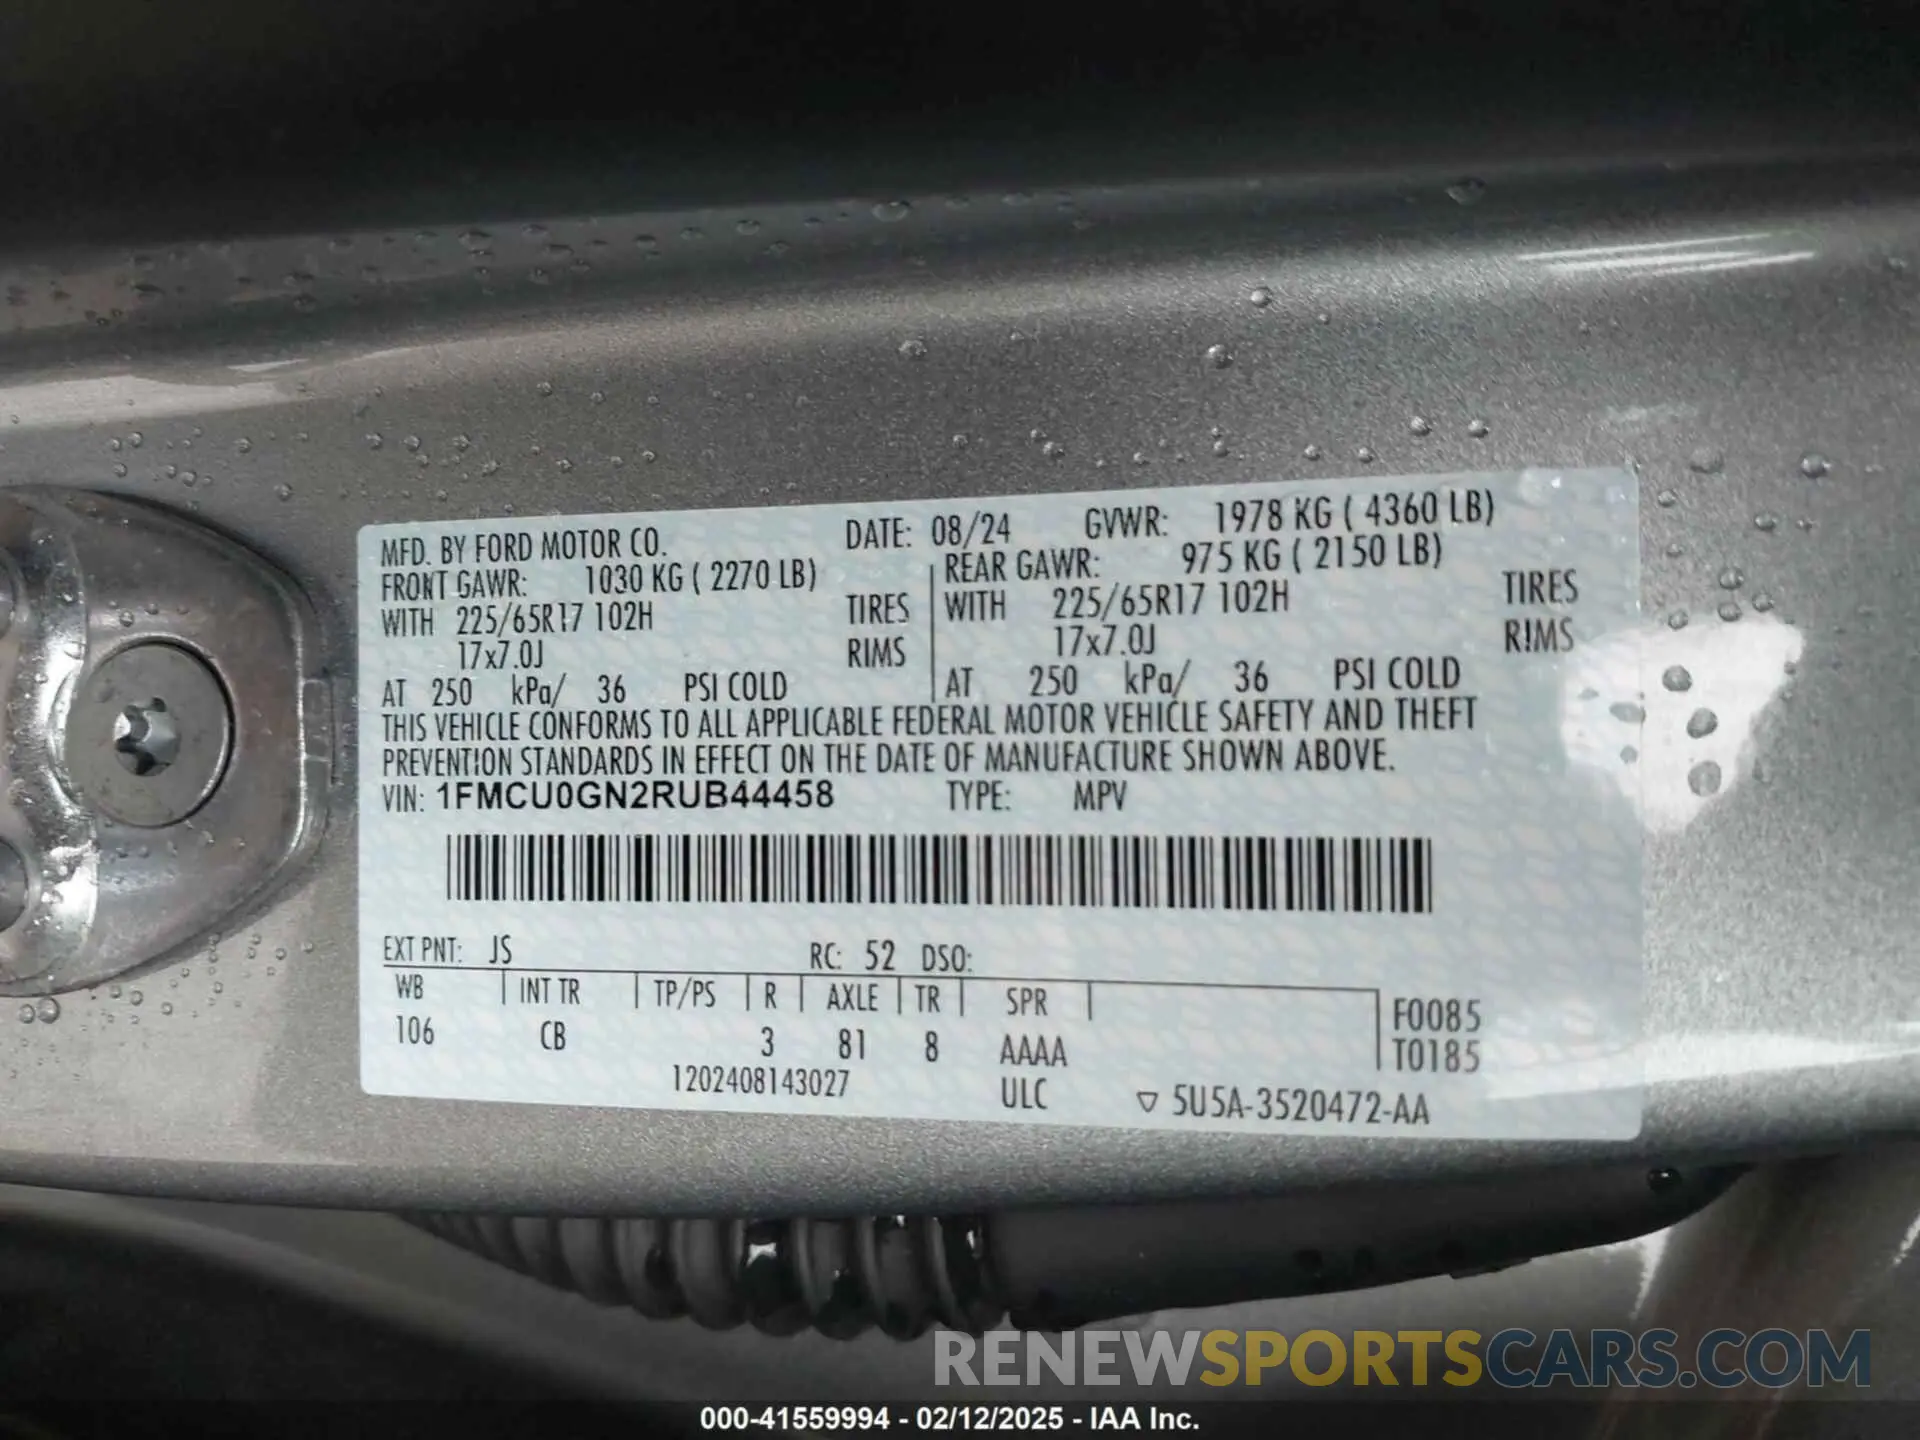 MFD. BY FORD MOTOR CO. DATE: 08/24 GVWR: 1978 KG ( 4360 LB)
FRONT GAWR: 1030 KG ( 2270 LB) REAR GAWR: 975 KG ( 2150 LB)
WITH 225/65R17 102H TIRES WITH 225/65R17 102H TIRES
17x7.0J RIMS 17x7.0J RIMS
AT 250 kPa/ 36 PSI COLD AT 250 kPa/ 36 PSI COLD
THIS VEHICLE CONFORMS TO ALL APPLICABLE FEDERAL MOTOR VEHICLE SAFETY AND THEFT
PREVENTION STANDARDS IN EFFECT ON THE DATE OF MANUFACTURE SHOWN ABOVE.
VIN: 1FMCU0GN2RUB44458 TYPE: MPV
EXT PNT: JS RC: 52 DSO:
WB INT TR TP/PS R AXLE TR SPR F0085
106 CB 3 81 8 AAAA T0185
1202408143027 ULC ▽ 5U5A-3520472-AA
RENEWSPORTSCARS.COM
000-41559994 - 02/12/2025 - IAA Inc.